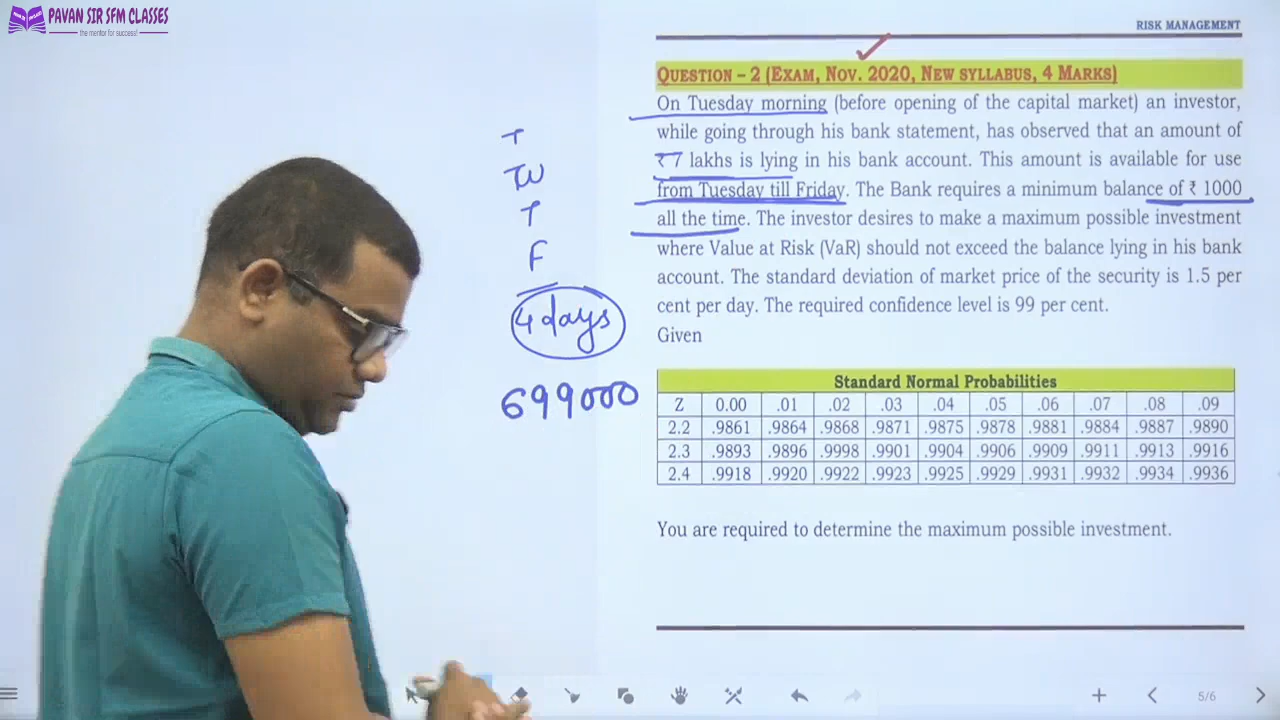 PAVAN SIR SFM CLASSES
the mentor for success!
RISK MANAGEMENT
QUESTION – 2 (EXAM, NOV. 2020, NEW SYLLABUS, 4 MARKS)
On Tuesday morning (before opening of the capital market) an investor,
while going through his bank statement, has observed that an amount of
₹7 lakhs is lying in his bank account. This amount is available for use
from Tuesday till Friday. The Bank requires a minimum balance of ₹ 1000
all the time. The investor desires to make a maximum possible investment
where Value at Risk (VaR) should not exceed the balance lying in his bank
account. The standard deviation of market price of the security is 1.5 per
cent per day. The required confidence level is 99 per cent.
Given
T
W
T
F
4 days
699000
Standard Normal Probabilities
Z 0.00 .01 .02 .03 .04 .05 .06 .07 .08 .09
2.2 .9861 .9864 .9868 .9871 .9875 .9878 .9881 .9884 .9887 .9890
2.3 .9893 .9896 .9998 .9901 .9904 .9906 .9909 .9911 .9913 .9916
2.4 .9918 .9920 .9922 .9923 .9925 .9929 .9931 .9932 .9934 .9936
You are required to determine the maximum possible investment.
5/6